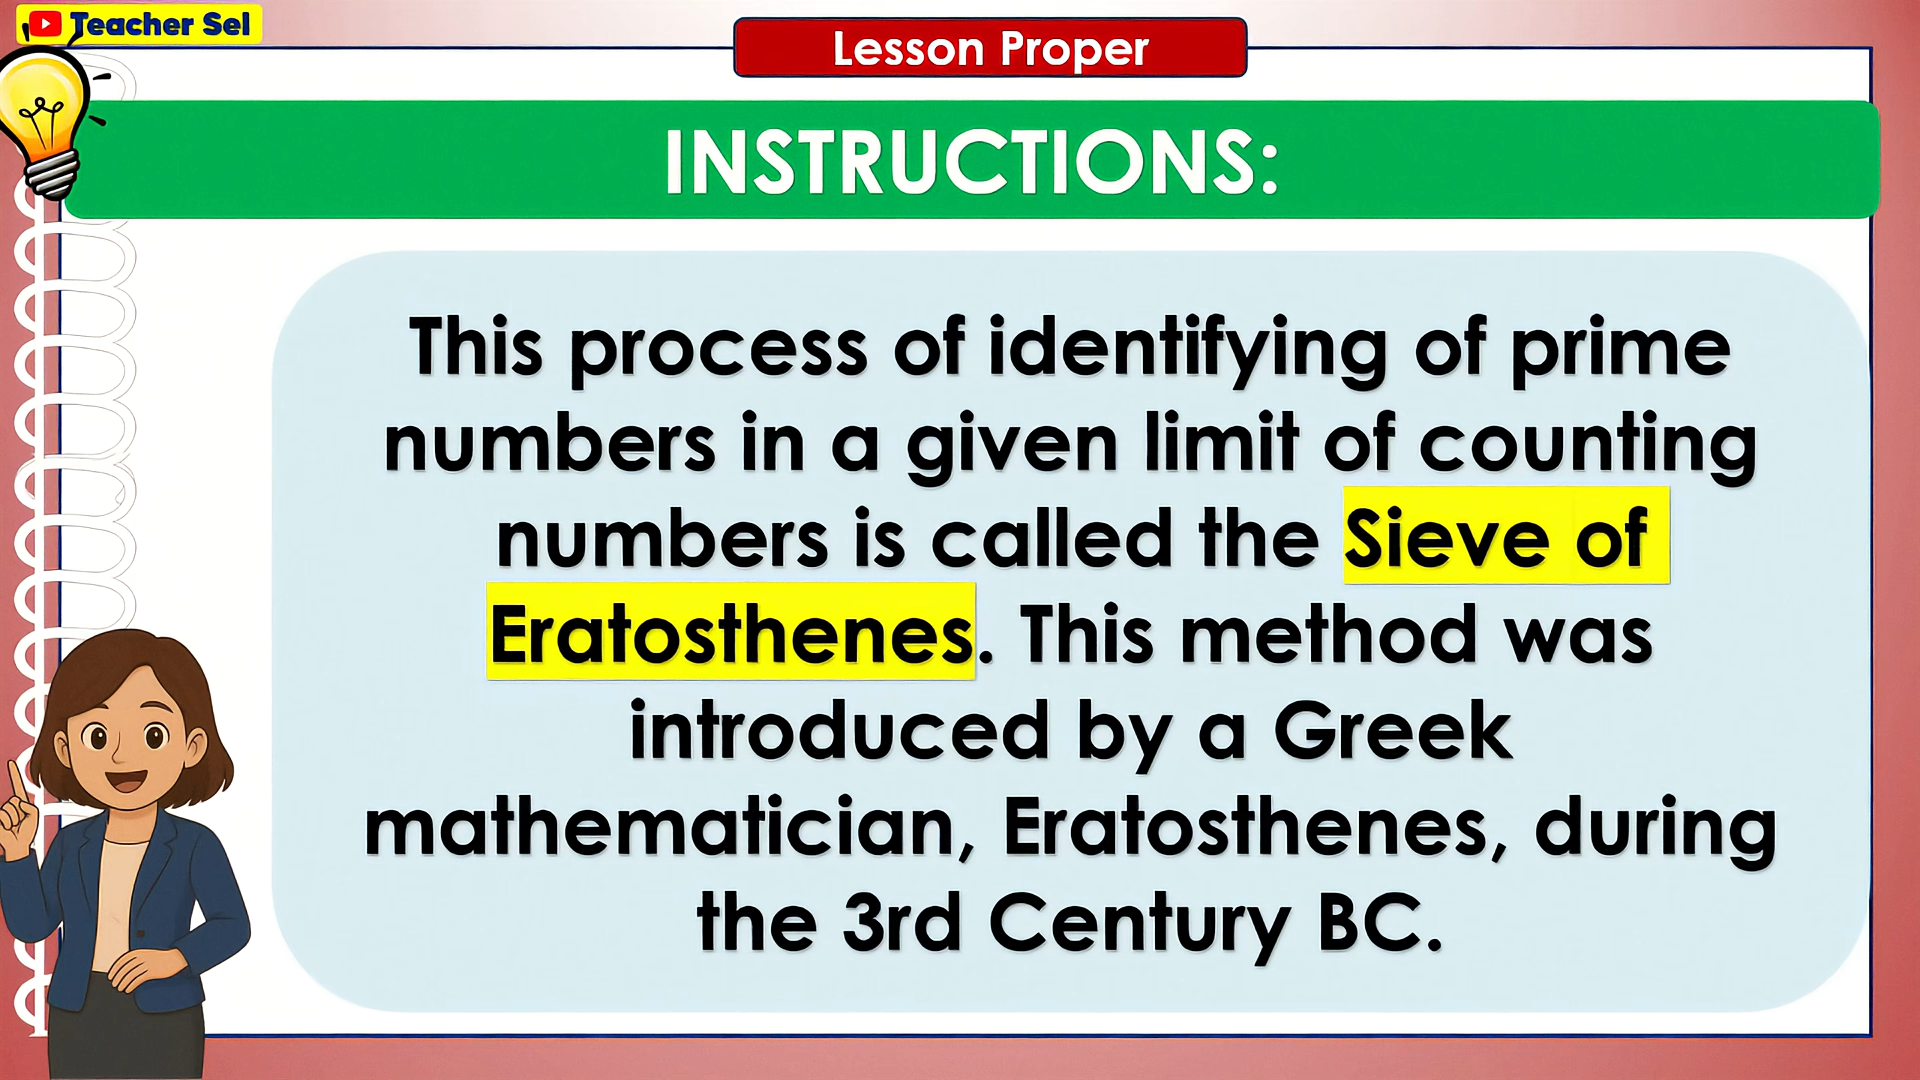 Teacher Sel
Lesson Proper
INSTRUCTIONS:
This process of identifying of prime
numbers in a given limit of counting
numbers is called the Sieve of
Eratosthenes. This method was
introduced by a Greek
mathematician, Eratosthenes, during
the 3rd Century BC.